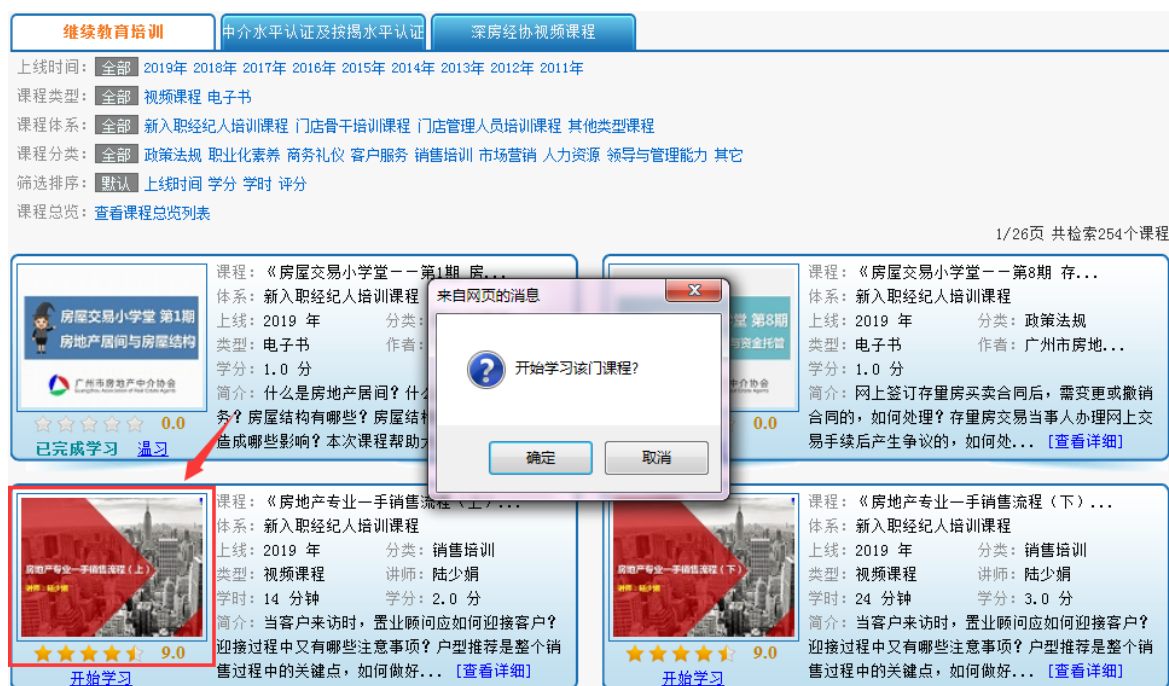 继续教育培训 中介水平认证及按揭水平认证 深房经协视频课程
上线时间: 全部 2019年 2018年 2017年 2016年 2015年 2014年 2013年 2012年 2011年
课程类型: 全部 视频课程 电子书
课程体系: 全部 新入职经纪人培训课程 门店骨干培训课程 门店管理人员培训课程 其他类型课程
课程分类: 全部 政策法规 职业化素养 商务礼仪 客户服务 销售培训 市场营销 人力资源 领导与管理能力 其它
筛选排序: 默认 上线时间 学分 学时 评分
课程总览: 查看课程总览列表
1/26页 共检索254个课程
房屋交易小学堂 第1期
房地产居间与房屋结构
广州市房地产中介协会
0.0
已完成学习 温习
课程: 《房屋交易小学堂——第1期 房...
体系: 新入职经纪人培训课程
上线: 2019 年 分类:
类型: 电子书 作者:
学分: 1.0 分
简介: 什么是房地产居间? 什
务? 房屋结构有哪些? 房屋结
造成哪些影响? 本次课程帮助
来自网页的消息
开始学习该门课程?
确定 取消
堂 第8期
与资金托管
中介协会
0.0
课程: 《房屋交易小学堂——第8期 存...
体系: 新入职经纪人培训课程
上线: 2019 年 分类: 政策法规
类型: 电子书 作者: 广州市房地...
学分: 1.0 分
简介: 网上签订存量房买卖合同后, 需变更或撤销
合同的, 如何处理? 存量房交易当事人办理网上交
易手续后产生争议的, 如何处... [查看详细]
房地产专业一手销售流程(上)
讲师:陆少娟
9.0
开始学习
课程: 《房地产专业一手销售流程(上)...
体系: 新入职经纪人培训课程
上线: 2019 年 分类: 销售培训
类型: 视频课程 讲师: 陆少娟
学时: 14 分钟 学分: 2.0 分
简介: 当客户来访时, 置业顾问应如何迎接客户?
迎接过程中又有哪些注意事项? 户型推荐是整个销
售过程中的关键点, 如何做好... [查看详细]
房地产专业一手销售流程(下)
讲师:陆少娟
9.0
开始学习
课程: 《房地产专业一手销售流程(下)...
体系: 新入职经纪人培训课程
上线: 2019 年 分类: 销售培训
类型: 视频课程 讲师: 陆少娟
学时: 24 分钟 学分: 3.0 分
简介: 当客户来访时, 置业顾问应如何迎接客户?
迎接过程中又有哪些注意事项? 户型推荐是整个销
售过程中的关键点, 如何做好... [查看详细]